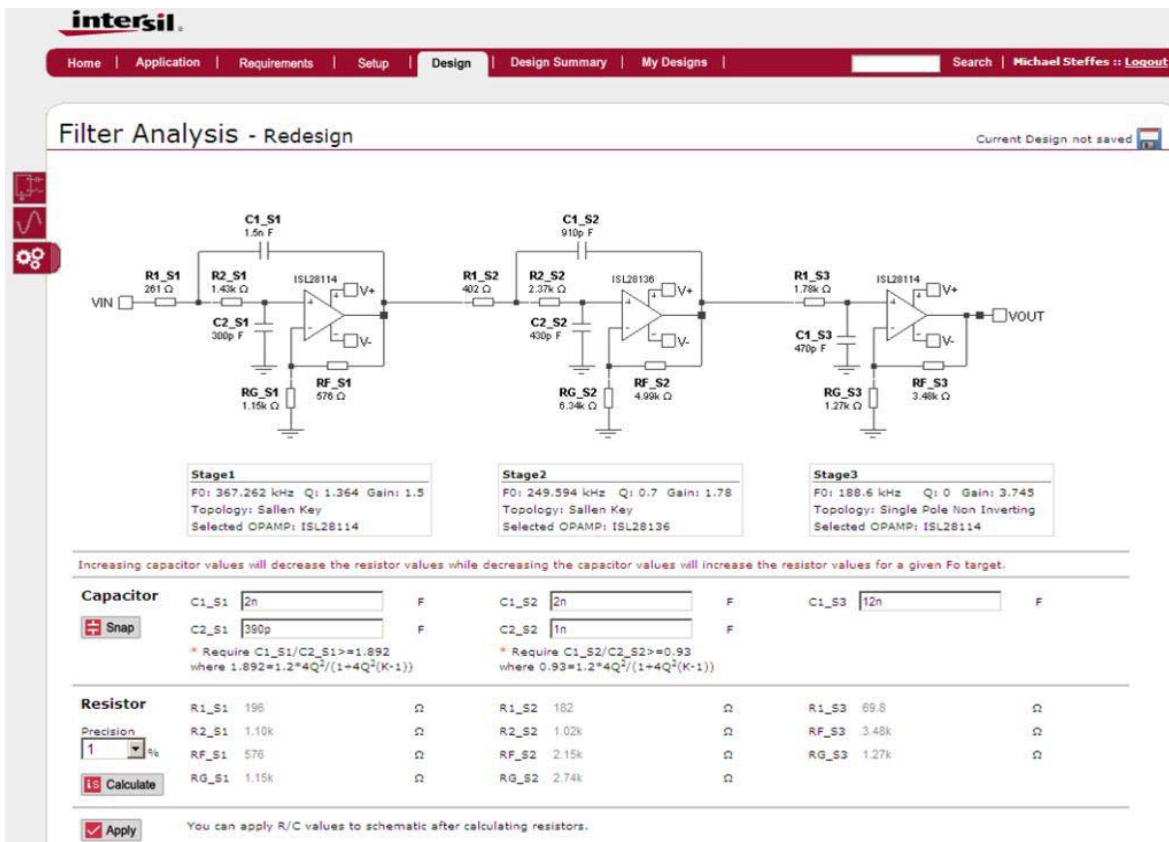 intersil
Home | Application | Requirements | Setup | Design | Design Summary | My Designs | Search | Michael Steffes :: Logout
Filter Analysis - Redesign
Current Design not saved
C1_S1
1.5n F
C1_S2
910p F
R1_S1
261 Ω
R2_S1
1.43k Ω
ISL28114
V+
R1_S2
402 Ω
R2_S2
2.37k Ω
ISL28136
V+
R1_S3
1.78k Ω
ISL28114
V+
VIN
VOUT
C2_S1
300p F
V-
C2_S2
430p F
V-
C1_S3
470p F
V-
RG_S1
1.15k Ω
RF_S1
576 Ω
RG_S2
6.34k Ω
RF_S2
4.99k Ω
RG_S3
1.27k Ω
RF_S3
3.48k Ω
Stage1
F0: 367.262 kHz Q: 1.364 Gain: 1.5
Topology: Sallen Key
Selected OPAMP: ISL28114
Stage2
F0: 249.594 kHz Q: 0.7 Gain: 1.78
Topology: Sallen Key
Selected OPAMP: ISL28136
Stage3
F0: 188.6 kHz Q: 0 Gain: 3.745
Topology: Single Pole Non Inverting
Selected OPAMP: ISL28114
Increasing capacitor values will decrease the resistor values while decreasing the capacitor values will increase the resistor values for a given Fo target.
Capacitor
Snap
C1_S1 2n F
C2_S1 390p F
* Require C1_S1/C2_S1>=1.892
where 1.892=1.2*4Q²/(1+4Q²(K-1))
C1_S2 2n F
C2_S2 1n F
* Require C1_S2/C2_S2>=0.93
where 0.93=1.2*4Q²/(1+4Q²(K-1))
C1_S3 12n F
Resistor
Precision
1 %
Calculate
R1_S1 196 Ω
R2_S1 1.10k Ω
RF_S1 576 Ω
RG_S1 1.15k Ω
R1_S2 182 Ω
R2_S2 1.02k Ω
RF_S2 2.15k Ω
RG_S2 2.74k Ω
R1_S3 69.8 Ω
RF_S3 3.48k Ω
RG_S3 1.27k Ω
Apply
You can apply R/C values to schematic after calculating resistors.